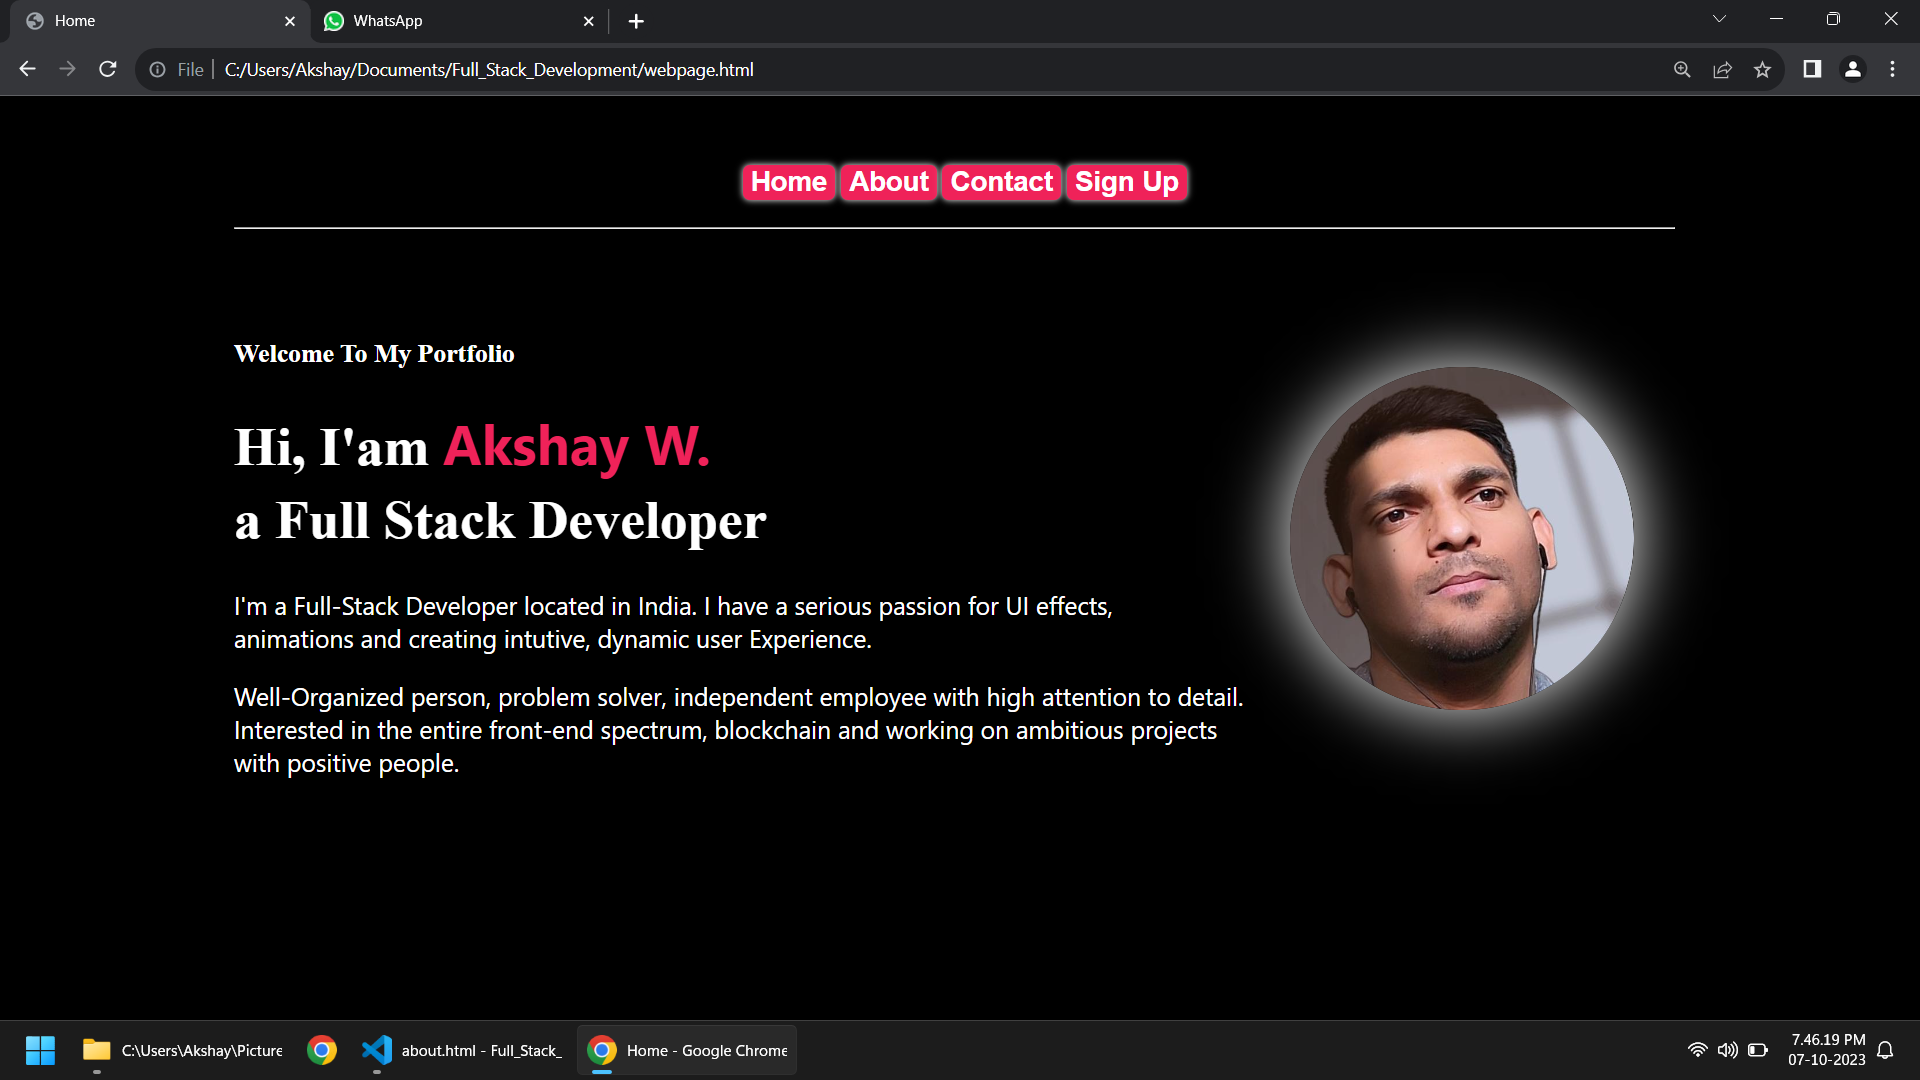 Home
WhatsApp
File
C:/Users/Akshay/Documents/Full_Stack_Development/webpage.html
Home About Contact Sign Up
Welcome To My Portfolio
Hi, I'am Akshay W.
a Full Stack Developer
I'm a Full-Stack Developer located in India. I have a serious passion for UI effects,
animations and creating intutive, dynamic user Experience.
Well-Organized person, problem solver, independent employee with high attention to detail.
Interested in the entire front-end spectrum, blockchain and working on ambitious projects
with positive people.
C:\Users\Akshay\Picture
about.html - Full_Stack_
Home - Google Chrome
7.46.19 PM
07-10-2023